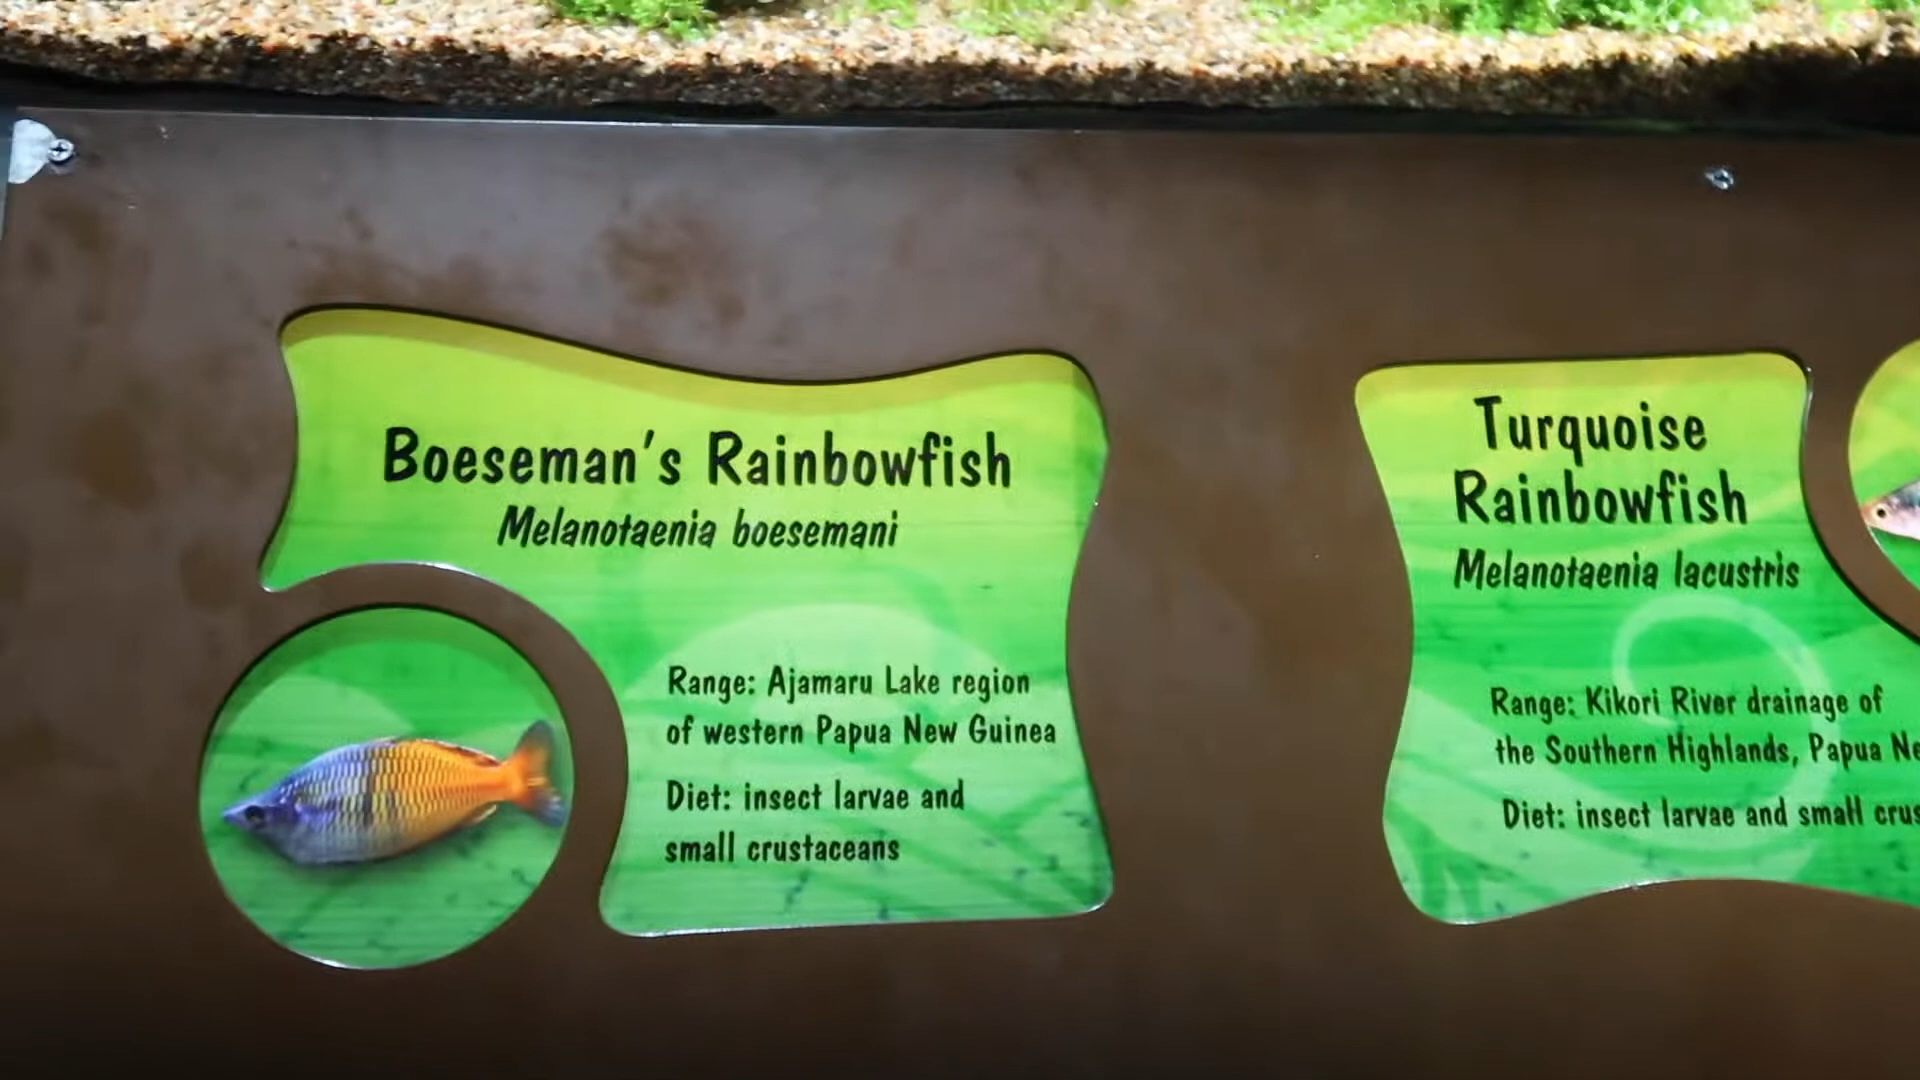 Boeseman's Rainbowfish
Melanotaenia boesemani
Range: Ajamaru Lake region
of western Papua New Guinea
Diet: insect larvae and
small crustaceans
Turquoise
Rainbowfish
Melanotaenia lacustris
Range: Kikori River drainage of
the Southern Highlands, Papua
Diet: insect larvae and small